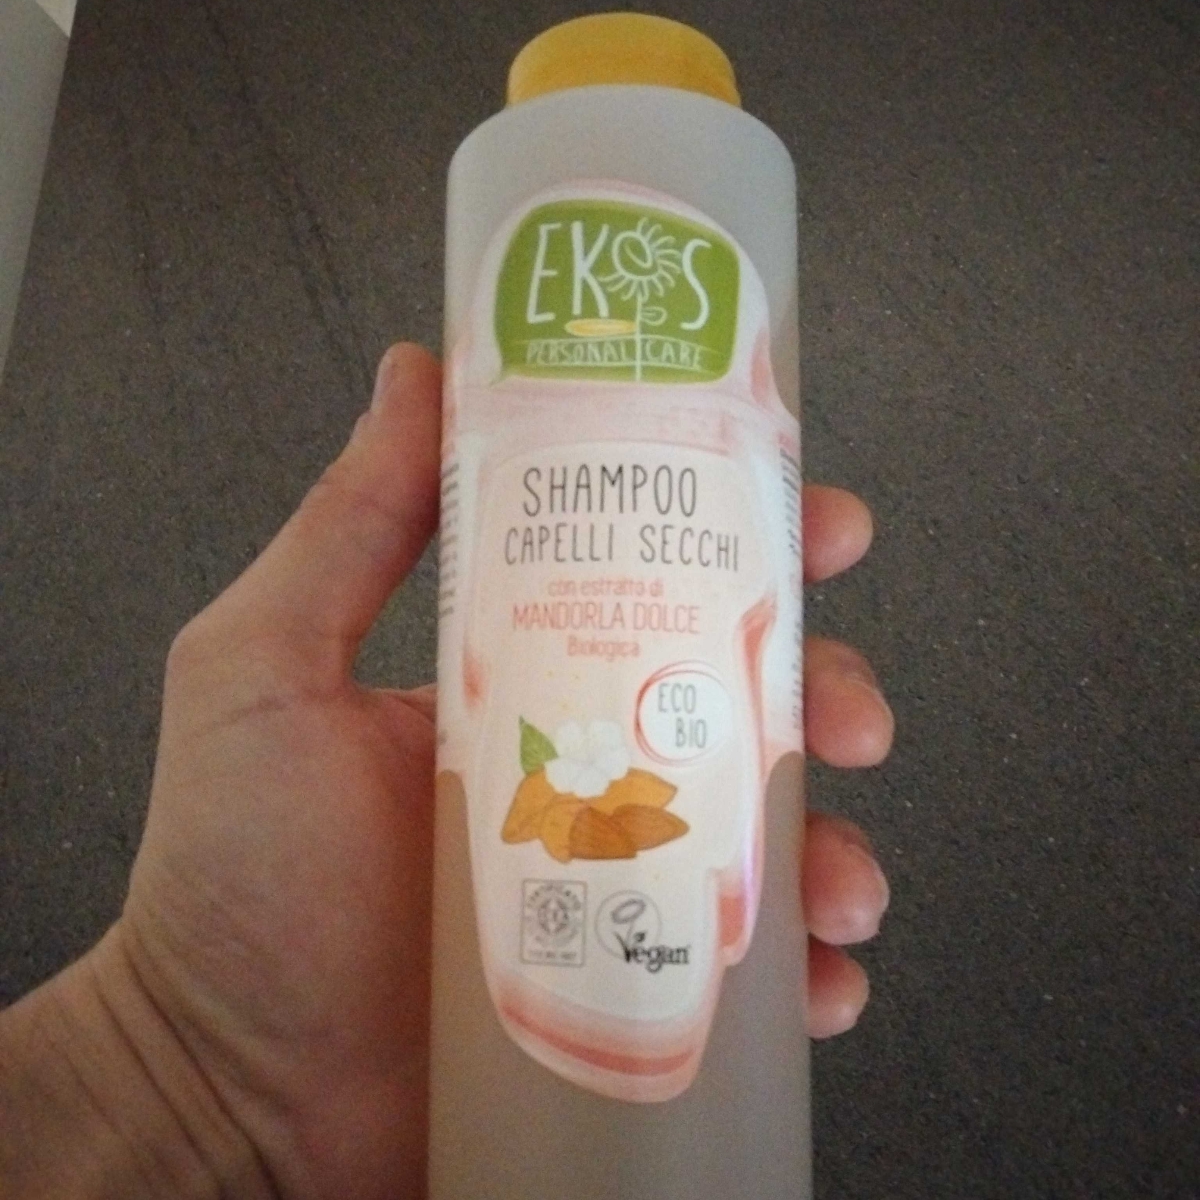 EKOS
PERSONAL CARE
SHAMPOO
CAPELLI SECCHI
con estratto di
MANDORLA DOLCE
Biologica
ECO
BIO
Vegan